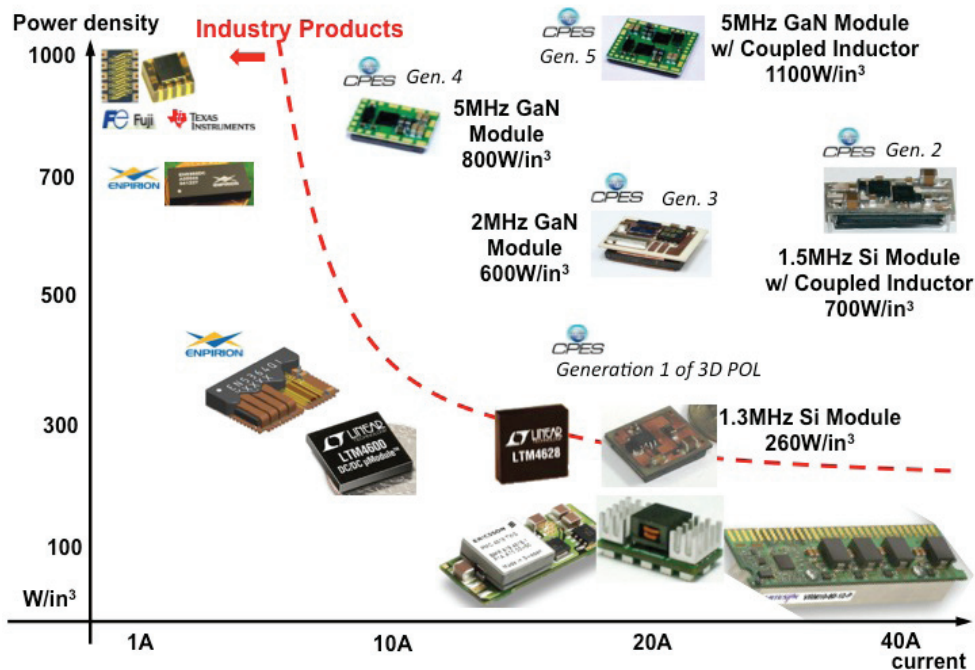 Power density
1000
700
500
300
100
W/in³
1A
10A
20A
40A
current
Industry Products
Fe Fuji
TEXAS INSTRUMENTS
ENPIRION
ENPIRION
CPES
Gen. 4
5MHz GaN
Module
800W/in³
CPES
Gen. 5
5MHz GaN Module
w/ Coupled Inductor
1100W/in³
CPES
Gen. 3
2MHz GaN
Module
600W/in³
CPES
Gen. 2
1.5MHz Si Module
w/ Coupled Inductor
700W/in³
ENPIRION
CPES
Generation 1 of 3D POL
1.3MHz Si Module
260W/in³
LINEAR
LTM4600
DC/DC µModule™
LINEAR
LTM4628
ERICSSON